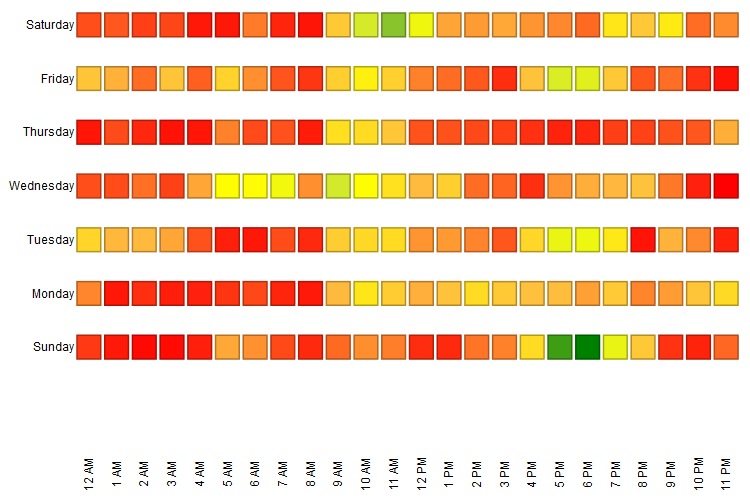 Saturday
Friday
Thursday
Wednesday
Tuesday
Monday
Sunday
12 AM
1 AM
2 AM
3 AM
4 AM
5 AM
6 AM
7 AM
8 AM
9 AM
10 AM
11 AM
12 PM
1 PM
2 PM
3 PM
4 PM
5 PM
6 PM
7 PM
8 PM
9 PM
10 PM
11 PM